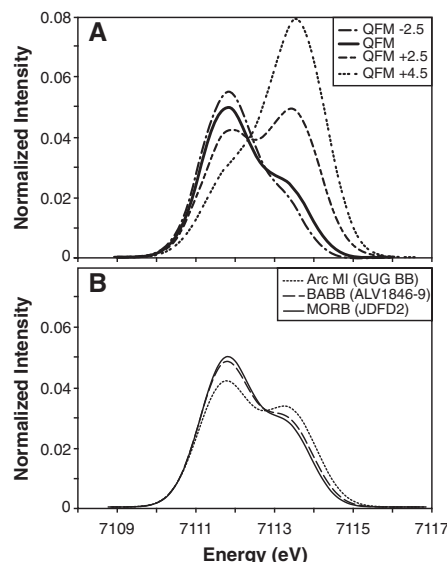 A
QFM -2.5
QFM
QFM +2.5
QFM +4.5
Normalized Intensity
0.08
0.06
0.04
0.02
0
B
Arc MI (GUG BB)
BABB (ALV1846-9)
MORB (JDFD2)
Normalized Intensity
0.06
0.04
0.02
0
7109 7111 7113 7115 7117
Energy (eV)